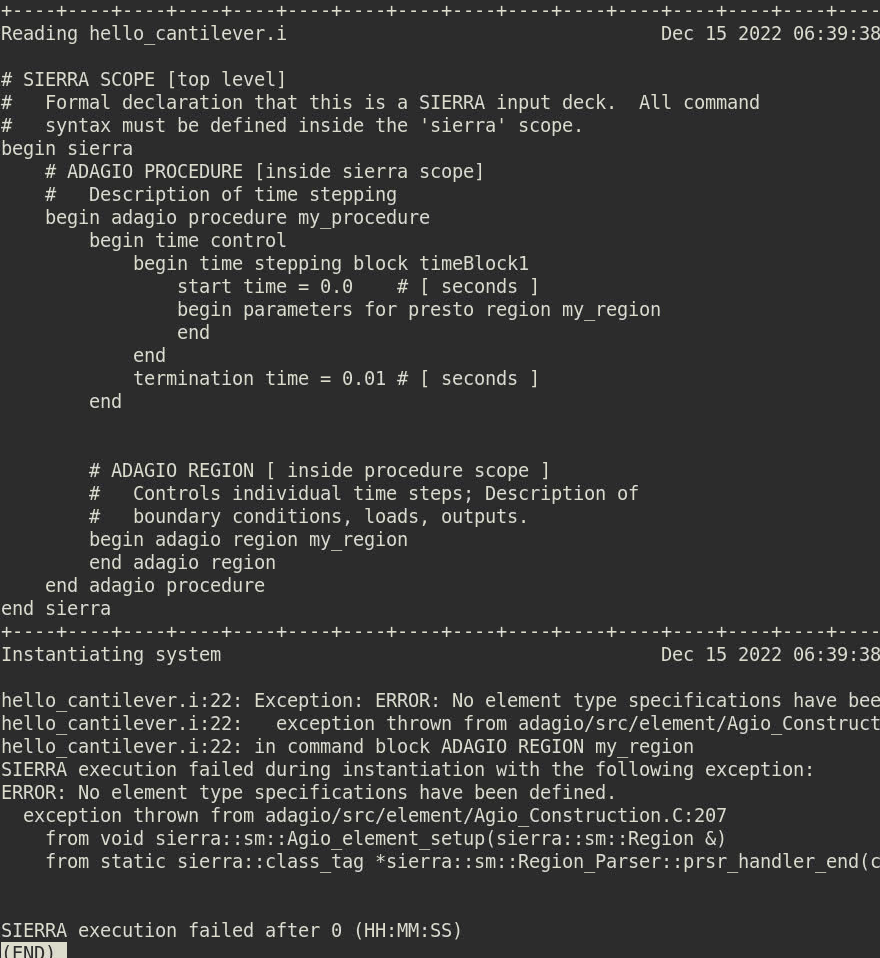 +----+----+----+----+----+----+----+----+----+----+----+----+----+----+----+----
Reading hello_cantilever.i                                  Dec 15 2022 06:39:38
# SIERRA SCOPE [top level]
#   Formal declaration that this is a SIERRA input deck.  All command
#   syntax must be defined inside the 'sierra' scope.
begin sierra
    # ADAGIO PROCEDURE [inside sierra scope]
    #   Description of time stepping
    begin adagio procedure my_procedure
        begin time control
            begin time stepping block timeBlock1
                start time = 0.0    # [ seconds ]
                begin parameters for presto region my_region
                end
            end
            termination time = 0.01 # [ seconds ]
        end
        # ADAGIO REGION [ inside procedure scope ]
        #   Controls individual time steps; Description of
        #   boundary conditions, loads, outputs.
        begin adagio region my_region
        end adagio region
    end adagio procedure
end sierra
+----+----+----+----+----+----+----+----+----+----+----+----+----+----+----+----
Instantiating system                                        Dec 15 2022 06:39:38
hello_cantilever.i:22: Exception: ERROR: No element type specifications have bee
hello_cantilever.i:22:   exception thrown from adagio/src/element/Agio_Construct
hello_cantilever.i:22: in command block ADAGIO REGION my_region
SIERRA execution failed during instantiation with the following exception:
ERROR: No element type specifications have been defined.
  exception thrown from adagio/src/element/Agio_Construction.C:207
    from void sierra::sm::Agio_element_setup(sierra::sm::Region &)
    from static sierra::class_tag *sierra::sm::Region_Parser::prsr_handler_end(c
SIERRA execution failed after 0 (HH:MM:SS)
(END)